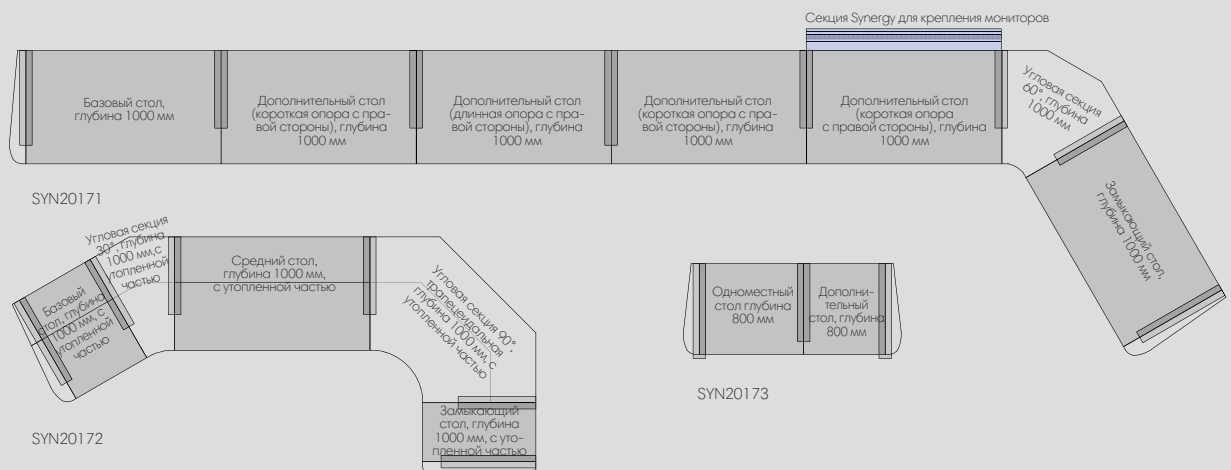 Секция Synergy для крепления мониторов
Базовый стол,
глубина 1000 мм
Дополнительный стол
(короткая опора с пра-
вой стороны), глубина
1000 мм
Дополнительный стол
(длинная опора с пра-
вой стороны), глубина
1000 мм
Дополнительный стол
(короткая опора с пра-
вой стороны), глубина
1000 мм
Дополнительный стол
(короткая опора
с правой стороны), глубина
1000 мм
Угловая секция
60°, глубина
1000 мм
Замыкающий стол,
глубина 1000 мм
SYN20171
Базовый
стол, глубина
1000 мм, с
утопленной
частью
Угловая секция
30°, глубина
1000 мм,с
утопленной
частью
Средний стол,
глубина 1000 мм,
с утопленной частью
Угловая секция 90°,
трапецеидальная
глубина 1000 мм, с
утопленной частью
Замыкающий
стол, глубина
1000 мм, с уто-
пленной частью
SYN20172
Одноместный
стол глубина
800 мм
Дополни-
тельный
стол, глубина
800 мм
SYN20173